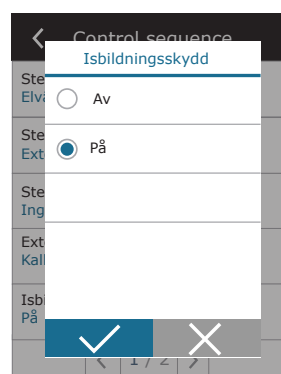 Control sequence
Isbildningsskydd
Ste
Elvä
Av
Ste
Ext
På
Ste
Ing
Ext
Kall
Isbi
På
1 / 2